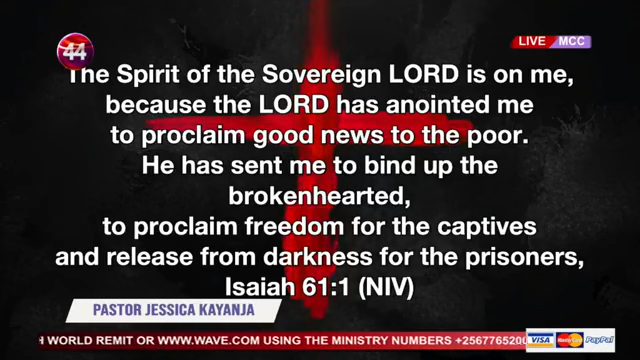 44
LIVE MCC
The Spirit of the Sovereign LORD is on me,
because the LORD has anointed me
to proclaim good news to the poor.
He has sent me to bind up the
brokenhearted,
to proclaim freedom for the captives
and release from darkness for the prisoners,
Isaiah 61:1 (NIV)
PASTOR JESSICA KAYANJA
H WORLD REMIT OR WWW.WAVE.COM USING THE MINISTRY NUMBERS +2567765200
VISA MasterCard PayPal